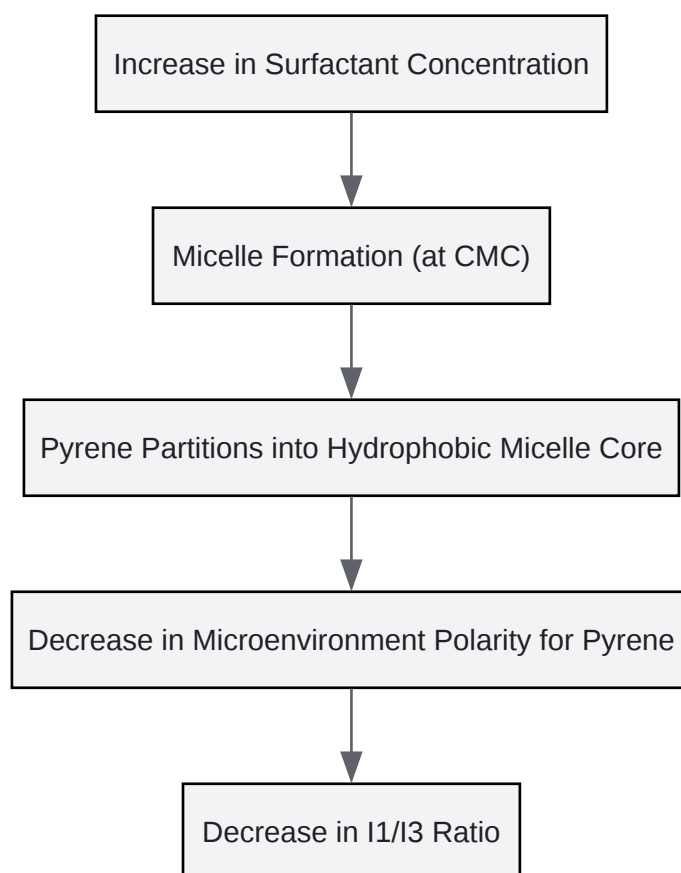 Increase in Surfactant Concentration
Micelle Formation (at CMC)
Pyrene Partitions into Hydrophobic Micelle Core
Decrease in Microenvironment Polarity for Pyrene
Decrease in I1/I3 Ratio